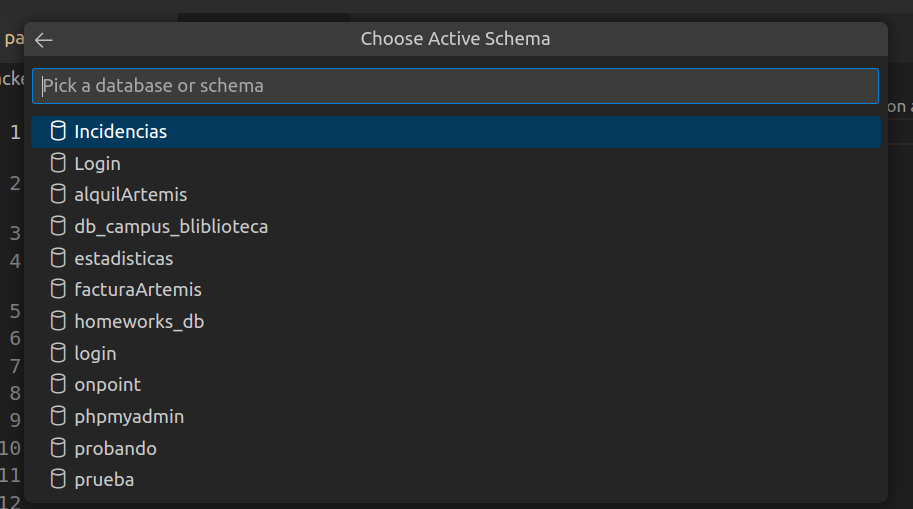 pa
Choose Active Schema
acke
Pick a database or schema
on a
1
Incidencias
Login
2
alquilArtemis
db_campus_bliblioteca
3
estadisticas
4
facturaArtemis
5
homeworks_db
6
login
7
onpoint
8
phpmyadmin
9
probando
10
prueba
11
12